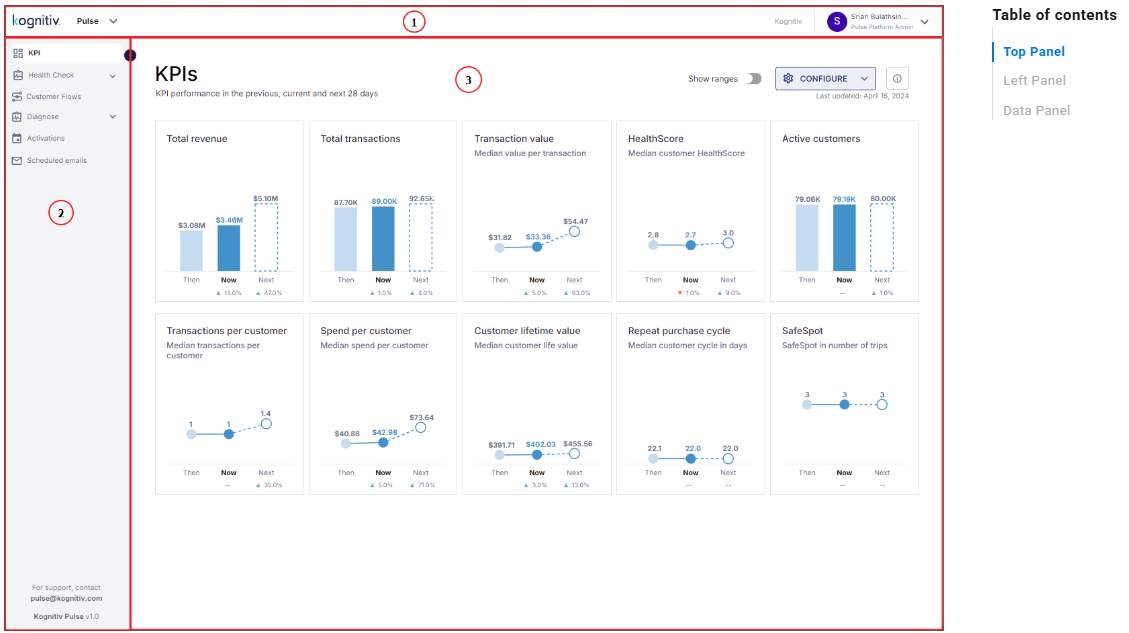 kognitiv.
Pulse
1
Kognitiv
S
Srian Bulathsin...
Pulse Platform Admin
KPI
Health Check
Customer Flows
Diagnose
Activations
Scheduled emails
2
For support, contact
pulse@kognitiv.com
Kognitiv Pulse v1.0
KPIs
KPI performance in the previous, current and next 28 days
3
Show ranges
CONFIGURE
Last updated: April 15, 2024
Total revenue
$3.08M
$3.46M
$5.10M
Then Now Next
▲ 13.0% ▲ 47.0%
Total transactions
87.70K
89.00K
92.65K
Then Now Next
▲ 1.0% ▲ 4.0%
Transaction value
Median value per transaction
$31.82
$33.36
$54.47
Then Now Next
▲ 5.0% ▲ 63.0%
HealthScore
Median customer HealthScore
2.8
2.7
3.0
Then Now Next
▼ 1.0% ▲ 9.0%
Active customers
79.06K
79.19K
80.00K
Then Now Next
-- ▲ 1.0%
Transactions per customer
Median transactions per
customer
1
1
1.4
Then Now Next
-- ▲ 35.0%
Spend per customer
Median spend per customer
$40.86
$42.98
$73.64
Then Now Next
▲ 5.0% ▲ 71.0%
Customer lifetime value
Median customer life value
$391.71
$402.03
$455.56
Then Now Next
▲ 3.0% ▲ 13.0%
Repeat purchase cycle
Median customer cycle in days
22.1
22.0
22.0
Then Now Next
-- --
SafeSpot
SafeSpot in number of trips
3
3
3
Then Now Next
-- --
Table of contents
Top Panel
Left Panel
Data Panel